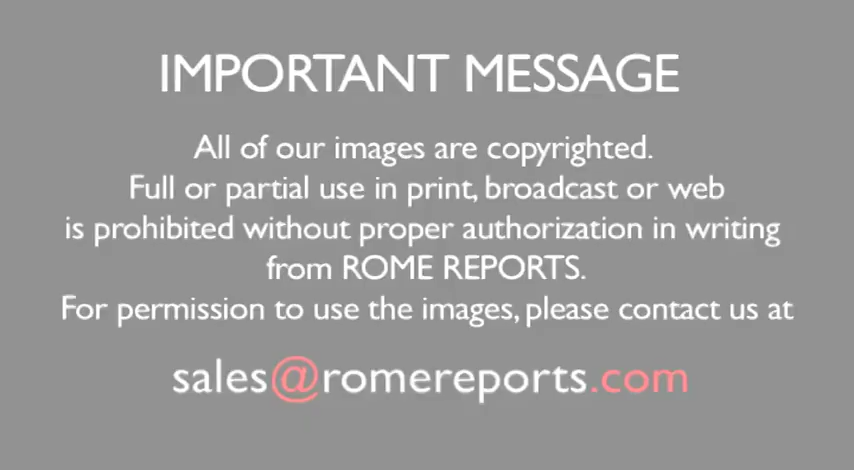 IMPORTANT MESSAGE
All of our images are copyrighted.
Full or partial use in print, broadcast or web
is prohibited without proper authorization in writing
from ROME REPORTS.
For permission to use the images, please contact us at
sales@romereports.com